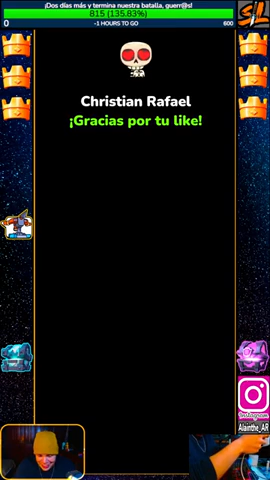 ¡Dos días más y termina nuestra batalla, guerr@s!
815 (135.83%)
0
-1 HOURS TO GO
600
SL
Christian Rafael
¡Gracias por tu like!
Instagram
Alainthe_AR